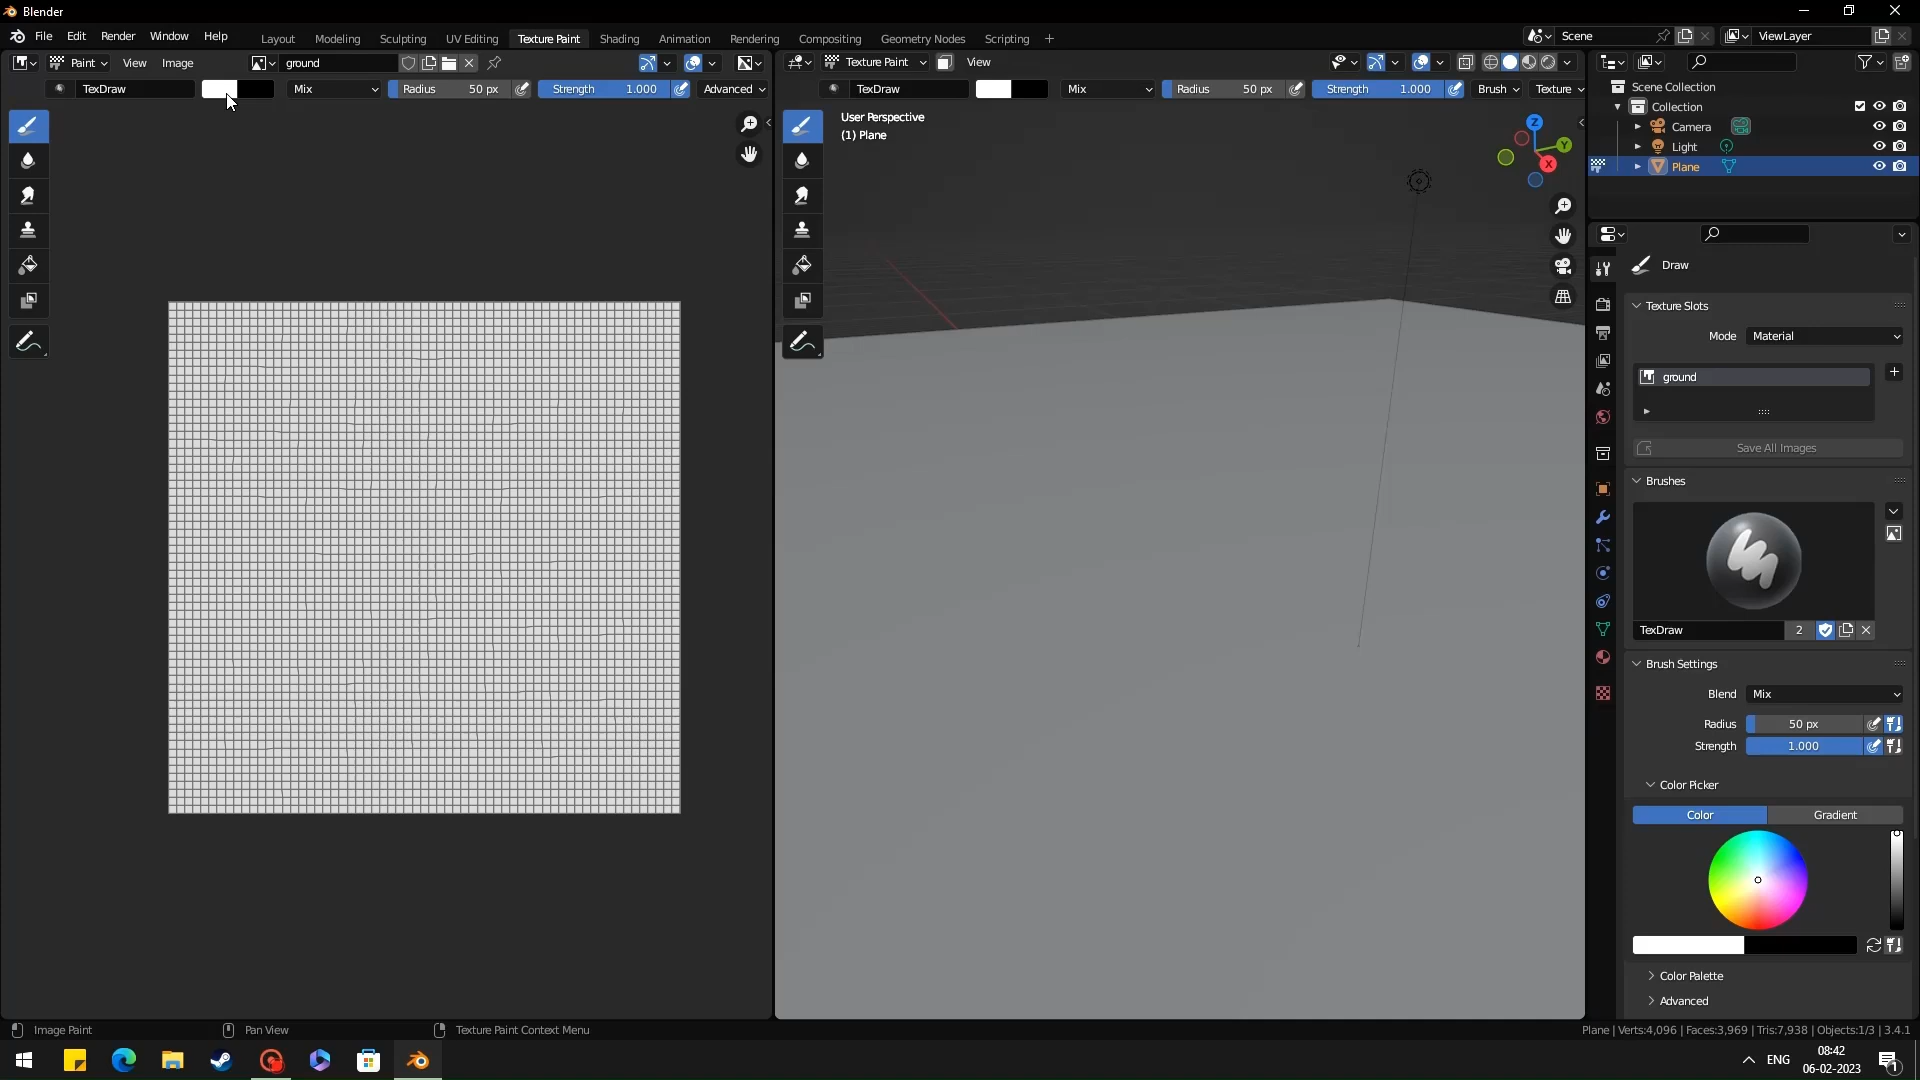 Blender
File Edit Render Window Help
Layout Modeling Sculpting UV Editing Texture Paint Shading Animation Rendering Compositing Geometry Nodes Scripting +
Scene ViewLayer
Paint View Image ground
Texture Paint View
TexDraw Mix Radius 50 px Strength 1.000 Advanced
TexDraw Mix Radius 50 px Strength 1.000 Brush Texture
User Perspective
(1) Plane
Z
Y
X
Scene Collection
Collection
Camera
Light
Plane
Draw
Texture Slots
Mode Material
ground
Save All Images
Brushes
TexDraw 2
Brush Settings
Blend Mix
Radius 50 px
Strength 1.000
Color Picker
Color Gradient
Color Palette
Advanced
Image Paint Pan View Texture Paint Context Menu
Plane | Verts:4,096 | Faces:3,969 | Tris:7,938 | Objects:1/3 | 3.4.1
ENG
08:42
06-02-2023
1